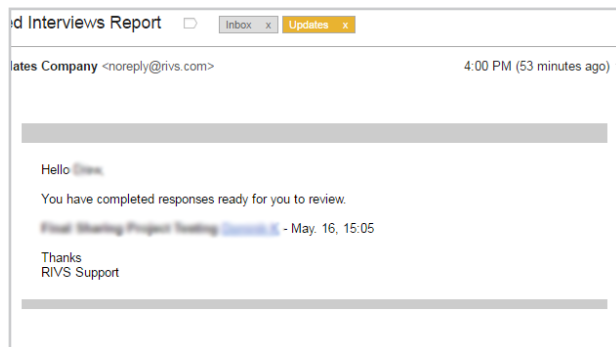 ed Interviews Report Inbox x Updates x
lates Company <noreply@rivs.com> 4:00 PM (53 minutes ago)
Hello
You have completed responses ready for you to review.
- May. 16, 15:05
Thanks
RIVS Support